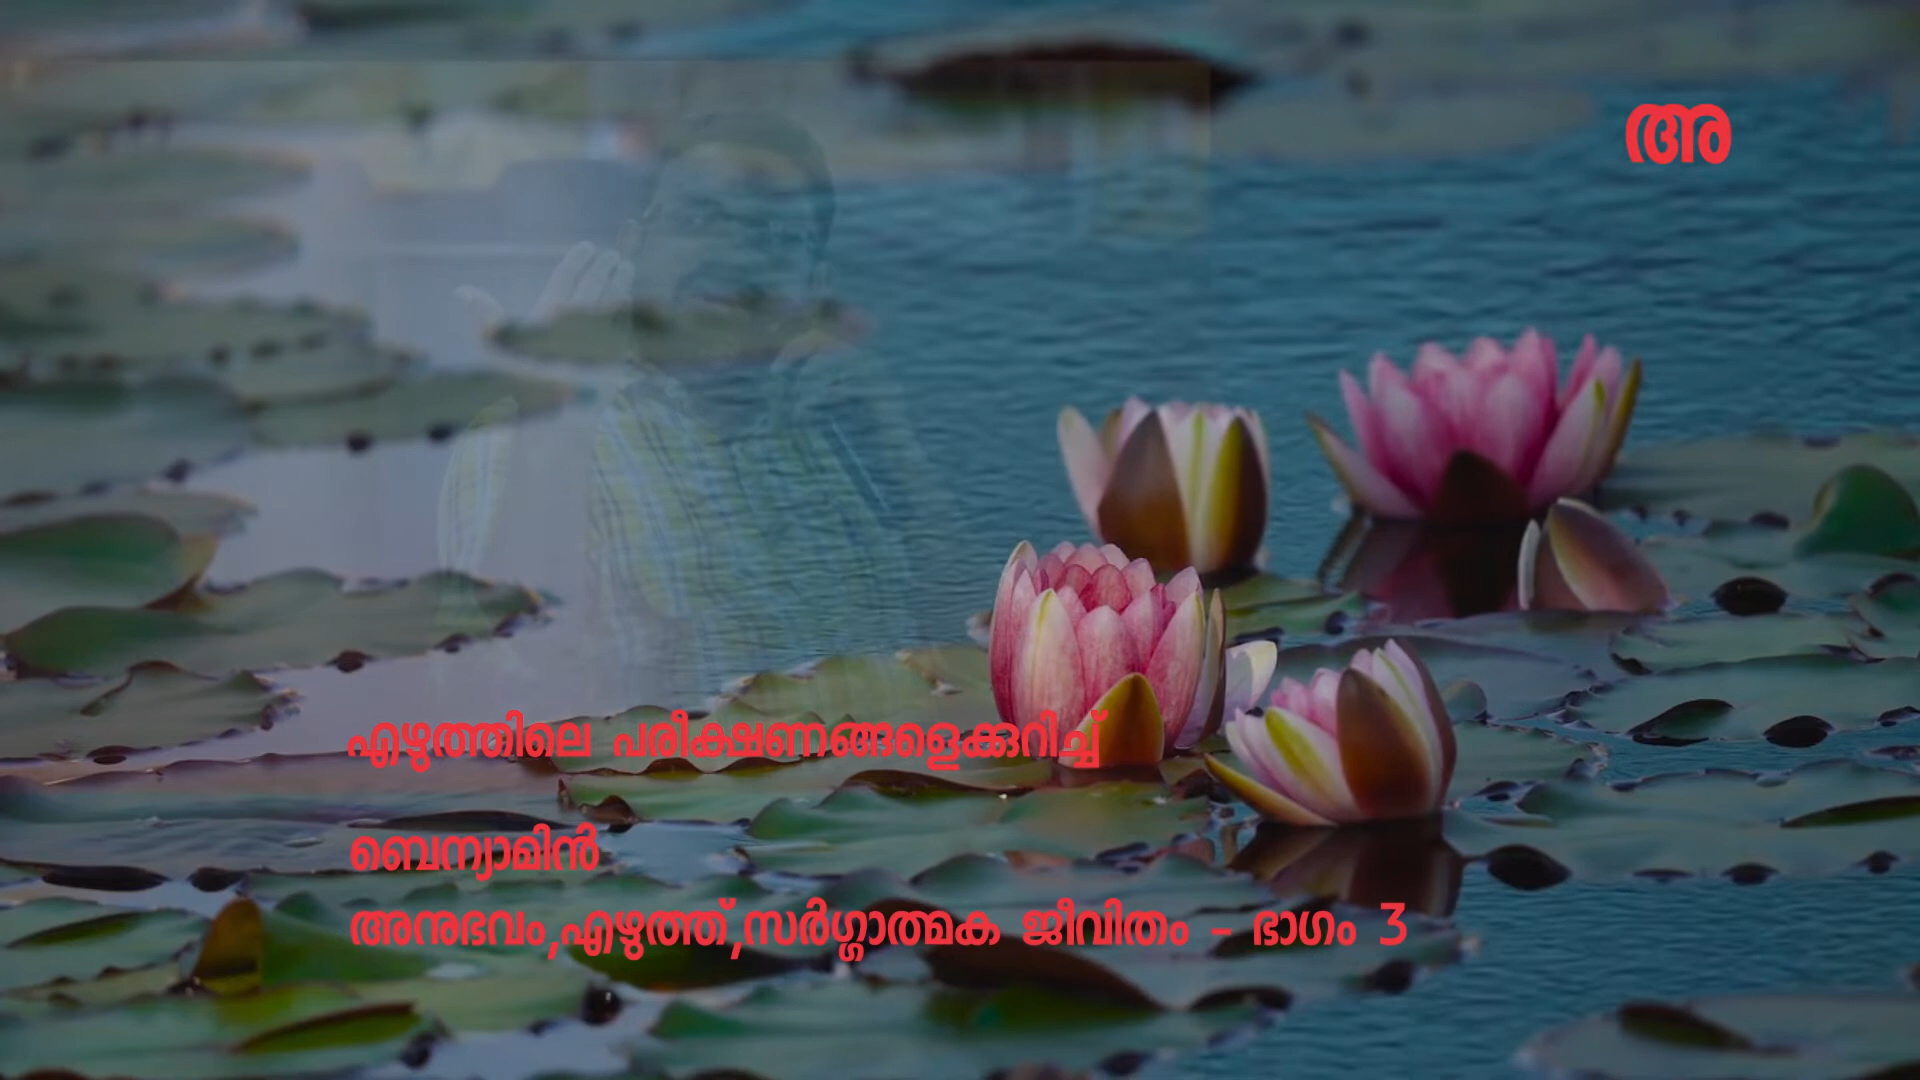 അ
എഴുത്തിലെ പരീക്ഷണങ്ങളെക്കുറിച്ച്
ബെന്യാമിൻ
അനുഭവം,എഴുത്ത്,സർഗ്ഗാത്മക ജീവിതം - ഭാഗം 3